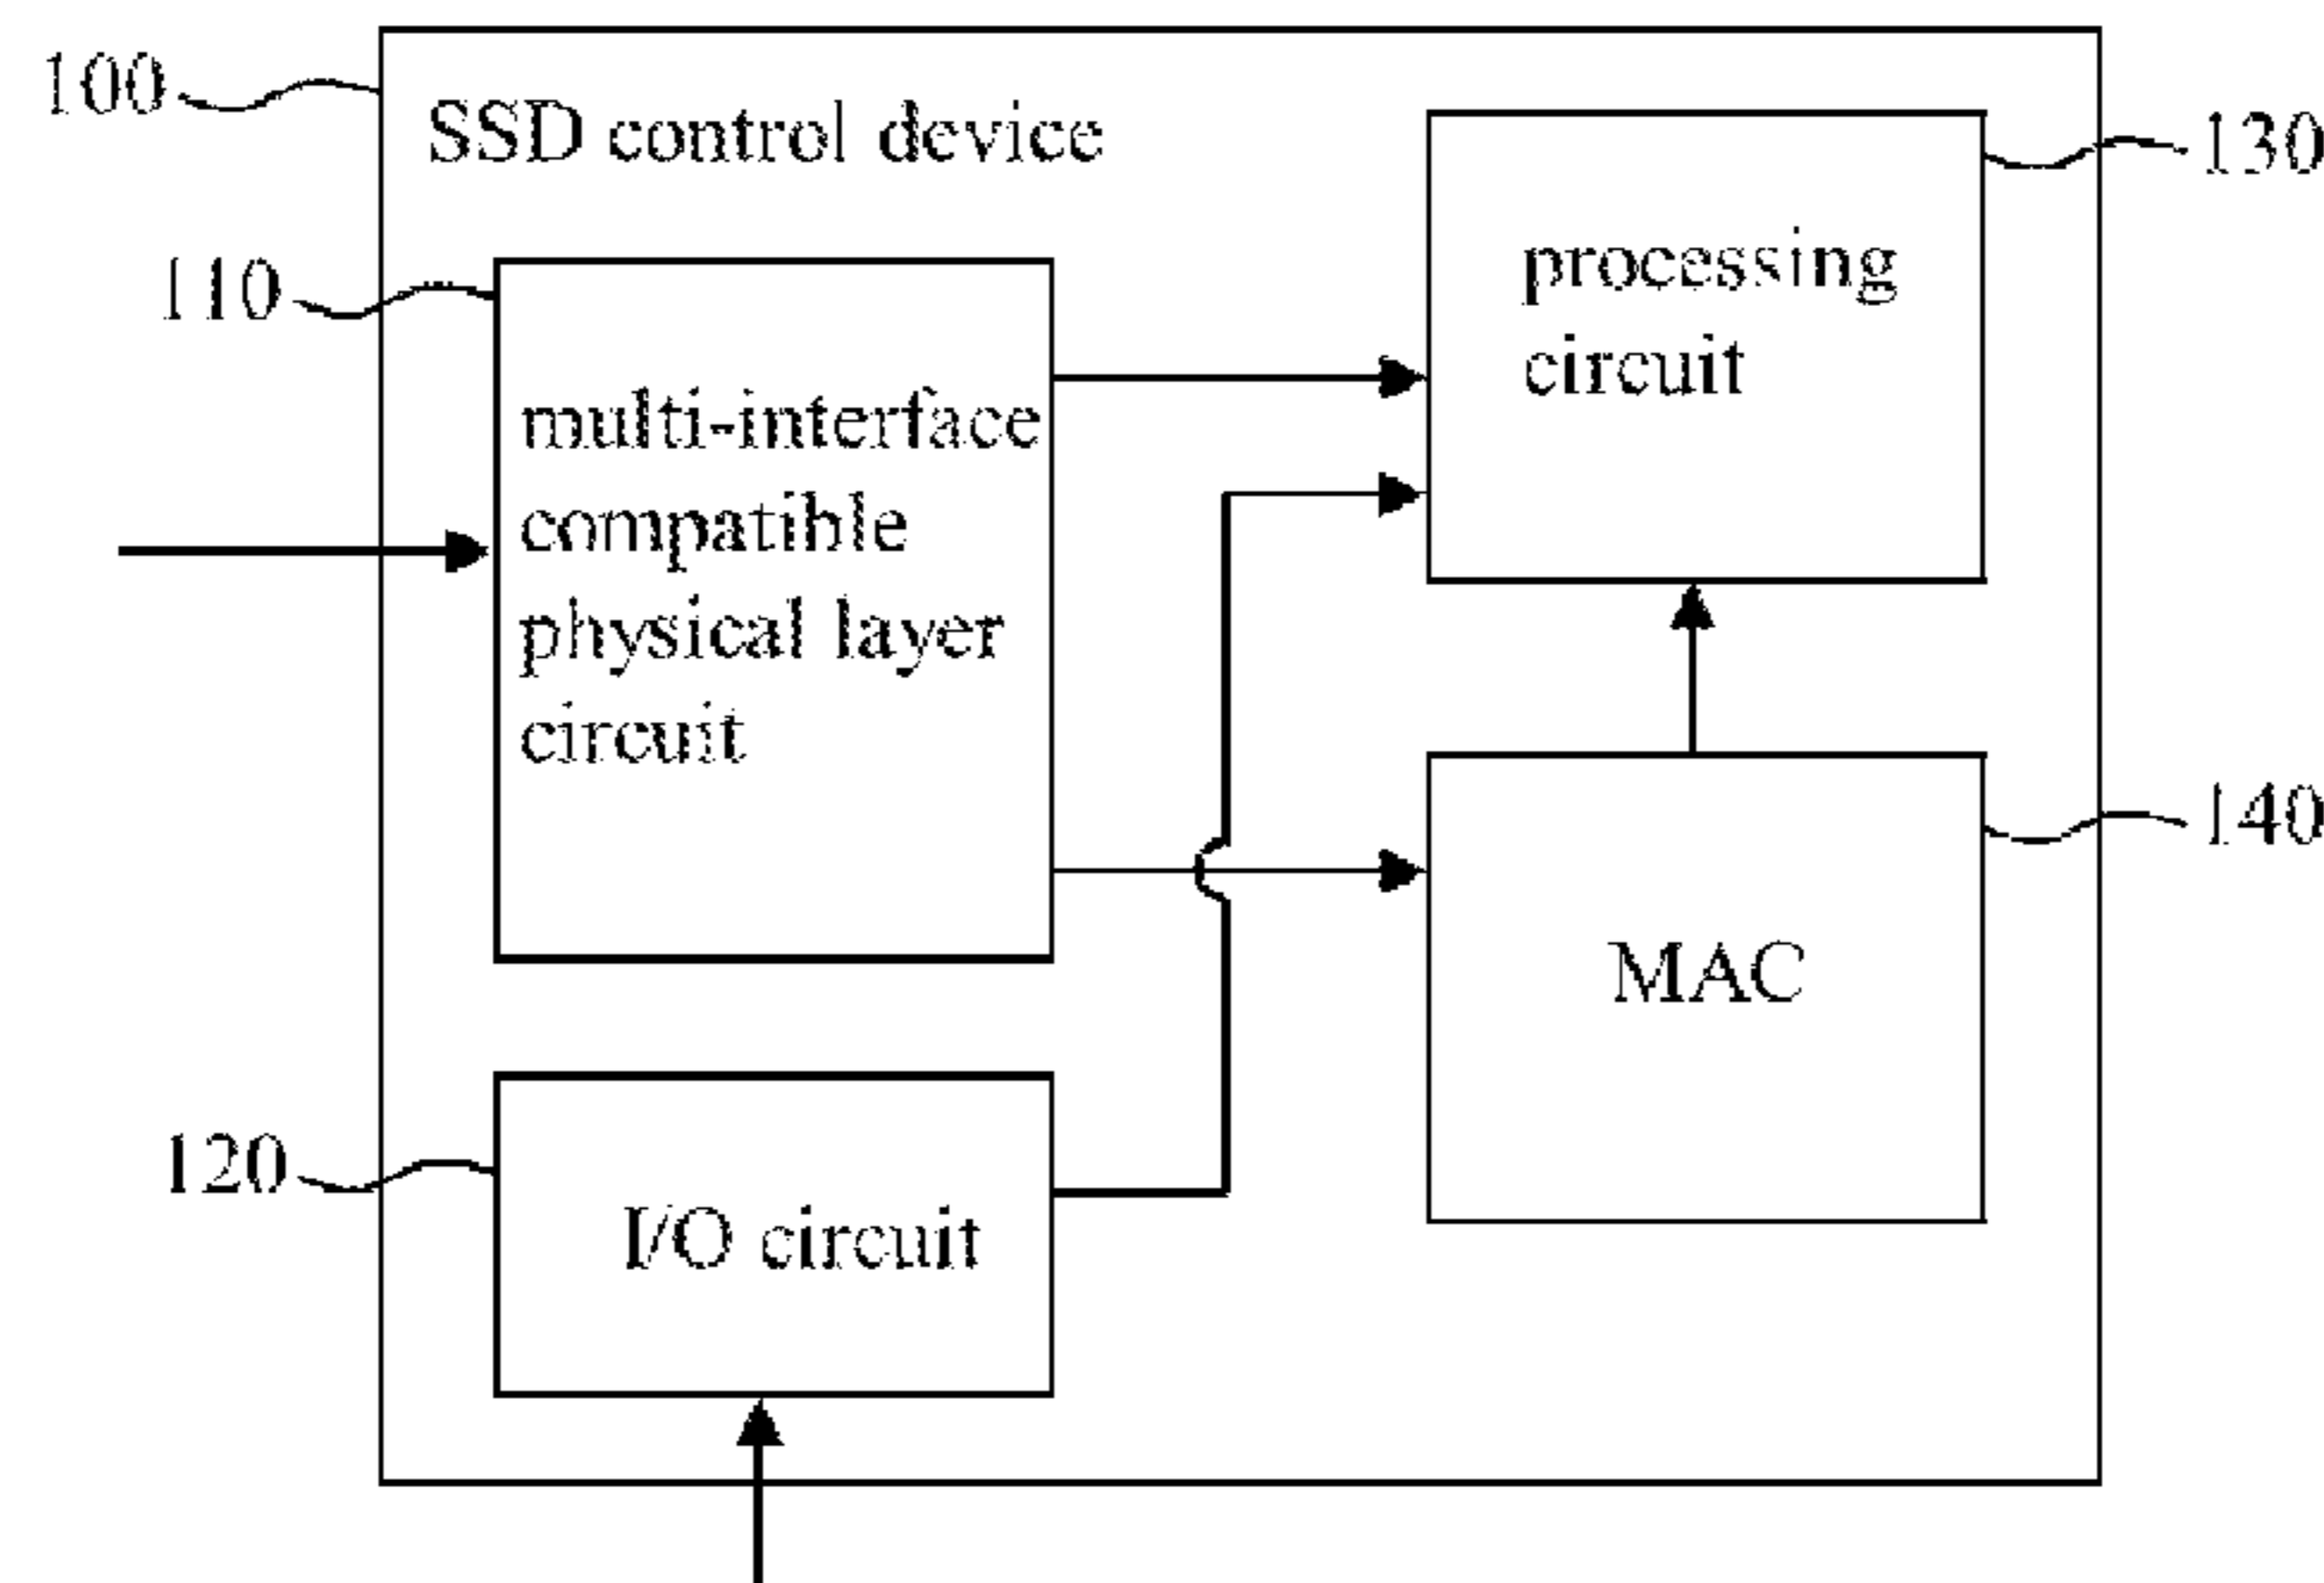 100
SSD control device
130
processing
circuit
110
multi-interface
compatible
physical layer
circuit
140
MAC
120
I/O circuit